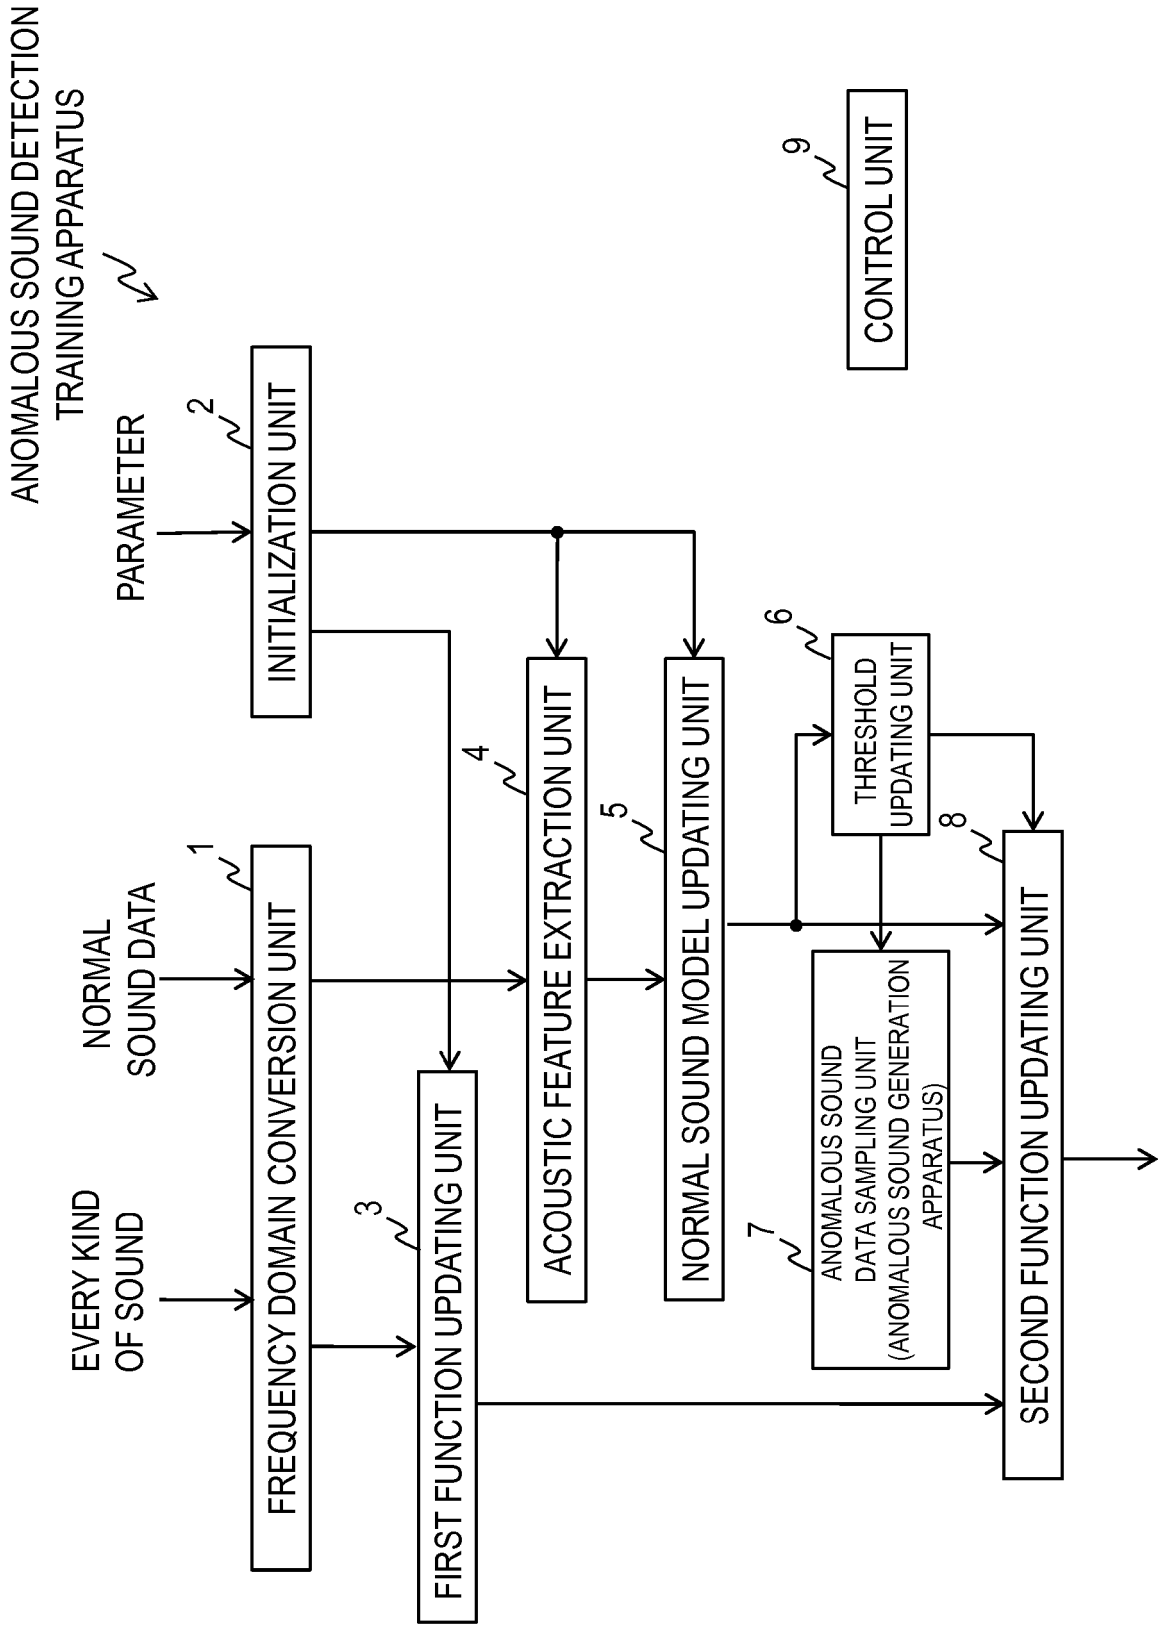 ANOMALOUS SOUND DETECTION
TRAINING APPARATUS
EVERY KIND
OF SOUND
NORMAL
SOUND DATA
PARAMETER
1
FREQUENCY DOMAIN CONVERSION UNIT
2
INITIALIZATION UNIT
3
FIRST FUNCTION UPDATING UNIT
4
ACOUSTIC FEATURE EXTRACTION UNIT
5
NORMAL SOUND MODEL UPDATING UNIT
6
THRESHOLD
UPDATING UNIT
7
ANOMALOUS SOUND
DATA SAMPLING UNIT
(ANOMALOUS SOUND GENERATION
APPARATUS)
8
SECOND FUNCTION UPDATING UNIT
9
CONTROL UNIT